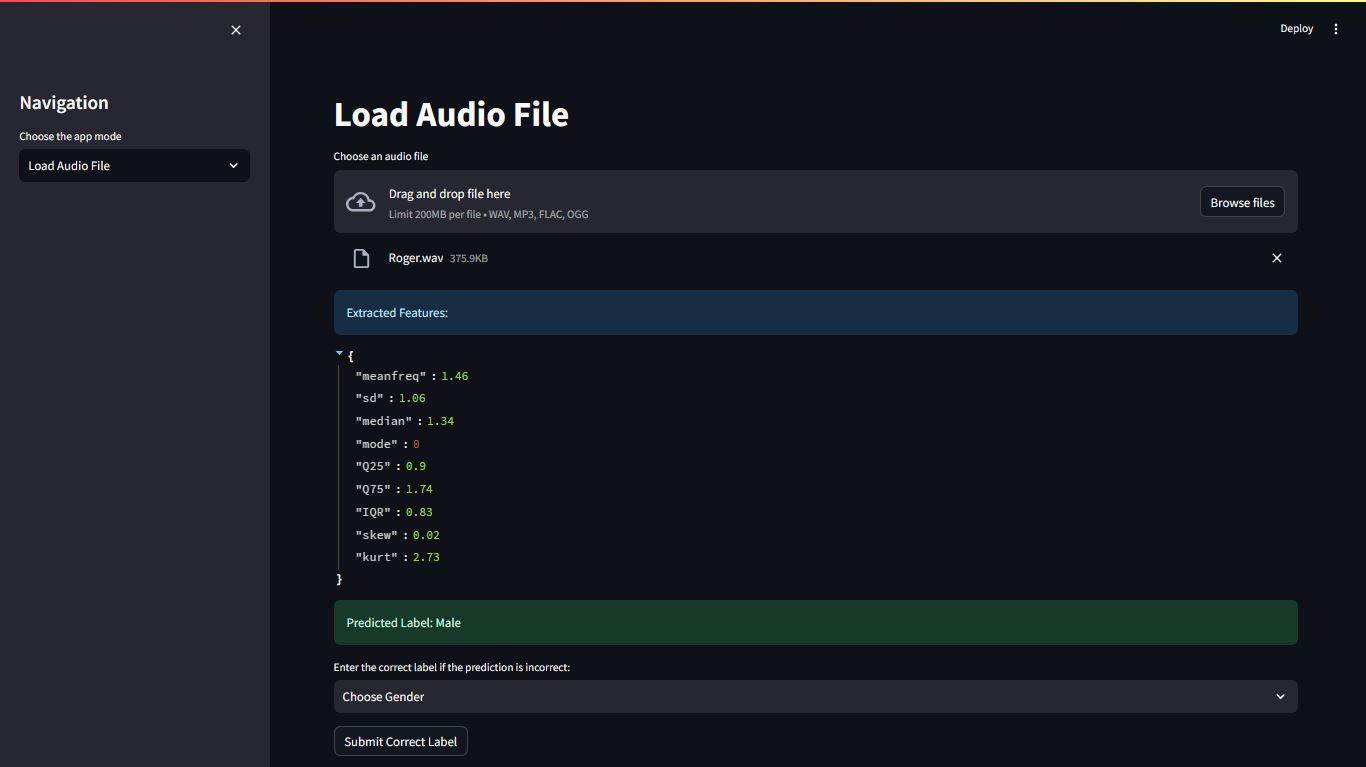 Deploy
Navigation
Choose the app mode
Load Audio File
Load Audio File
Choose an audio file
Drag and drop file here
Limit 200MB per file • WAV, MP3, FLAC, OGG
Browse files
Roger.wav 375.9KB
Extracted Features:
{
"meanfreq" : 1.46
"sd" : 1.06
"median" : 1.34
"mode" : 0
"Q25" : 0.9
"Q75" : 1.74
"IQR" : 0.83
"skew" : 0.02
"kurt" : 2.73
}
Predicted Label: Male
Enter the correct label if the prediction is incorrect:
Choose Gender
Submit Correct Label